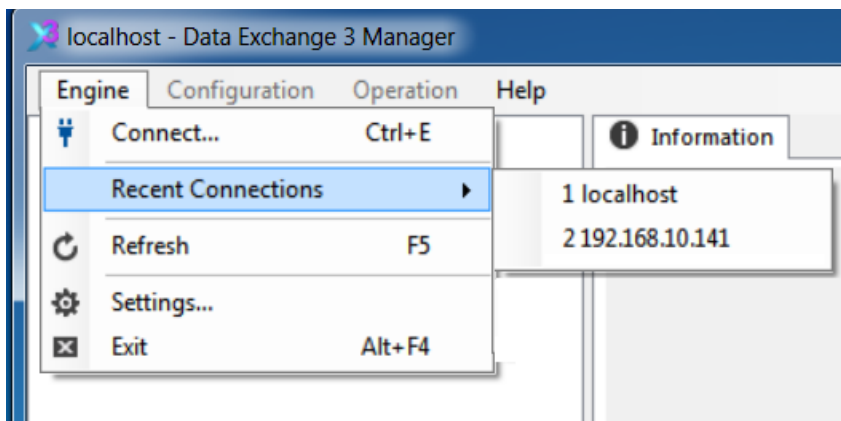 localhost - Data Exchange 3 Manager
Engine Configuration Operation Help
Connect... Ctrl+E
Information
Recent Connections
1 localhost
2 192.168.10.141
Refresh F5
Settings...
Exit Alt+F4